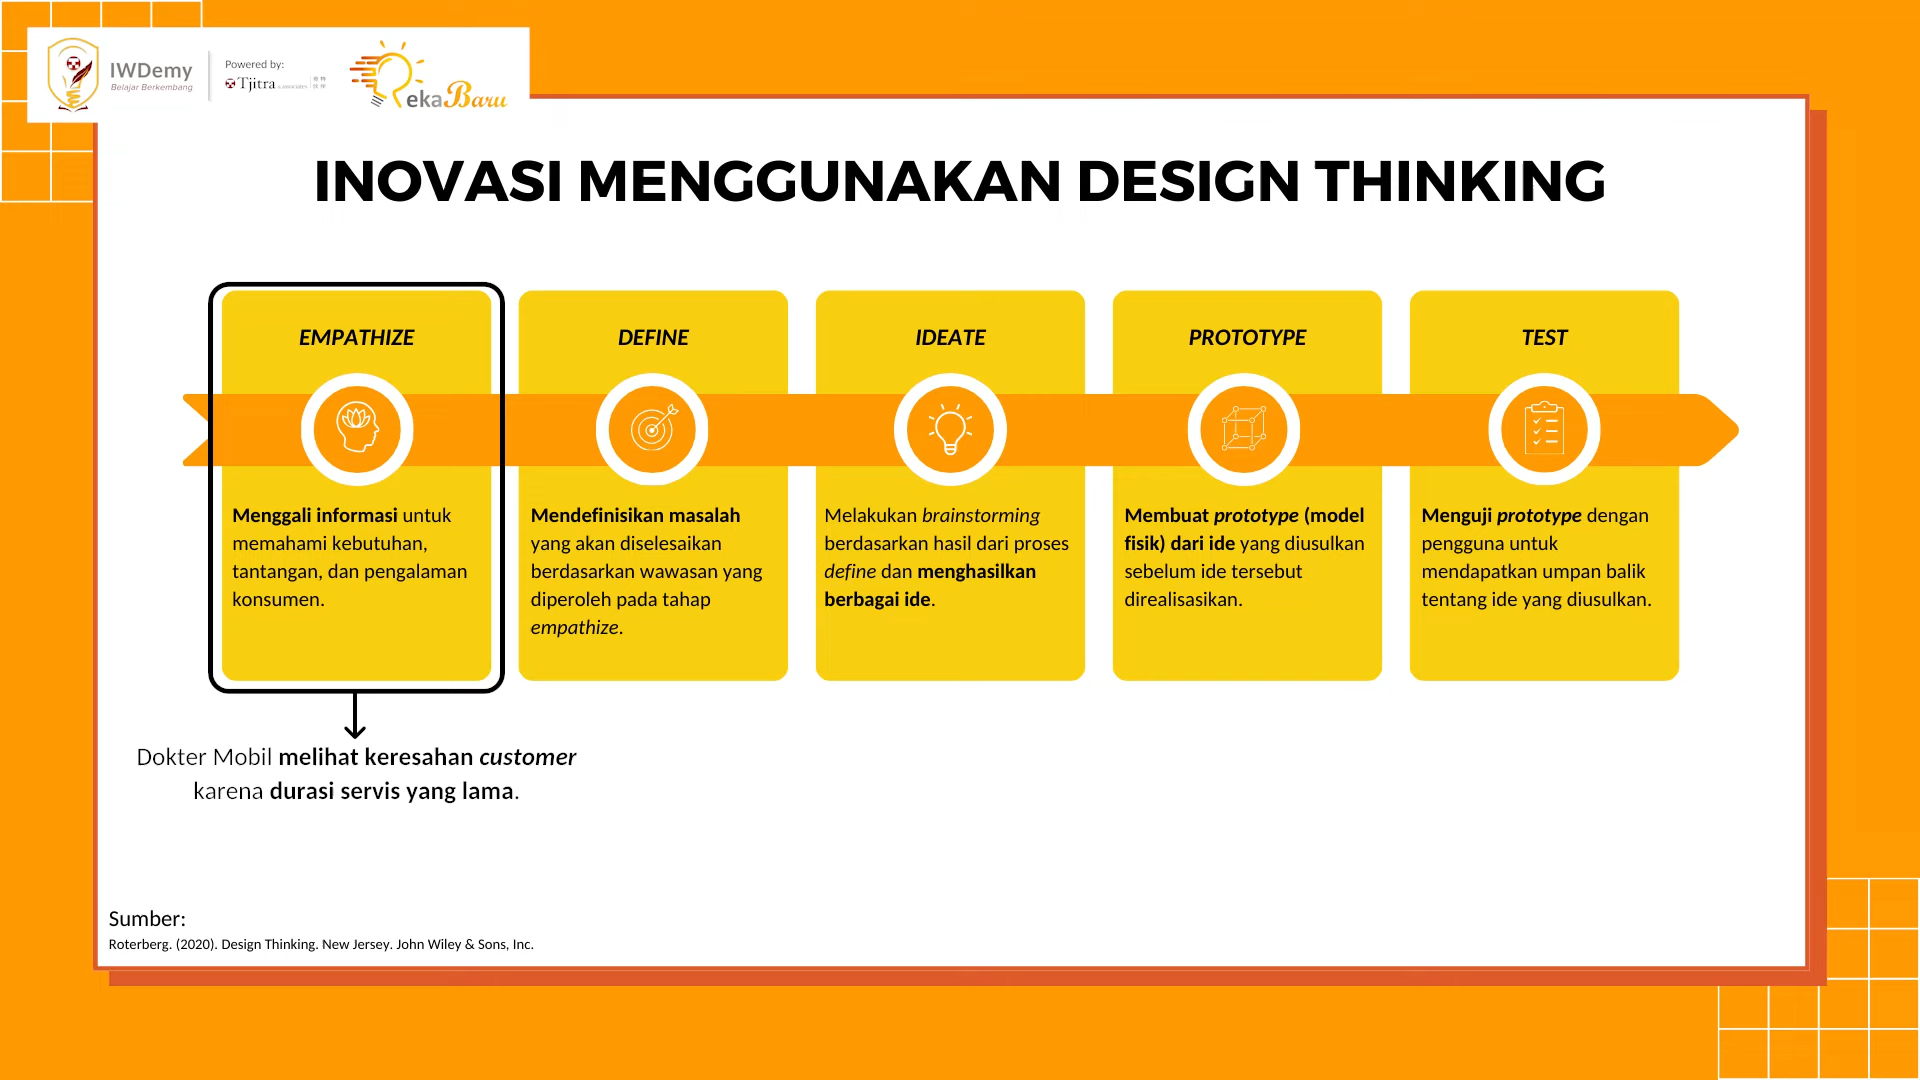 IWDemy
Belajar Berkembang
Powered by:
Tjitra
ekaBaru
INOVASI MENGGUNAKAN DESIGN THINKING
EMPATHIZE
Menggali informasi untuk
memahami kebutuhan,
tantangan, dan pengalaman
konsumen.
DEFINE
Mendefinisikan masalah
yang akan diselesaikan
berdasarkan wawasan yang
diperoleh pada tahap
empathize.
IDEATE
Melakukan brainstorming
berdasarkan hasil dari proses
define dan menghasilkan
berbagai ide.
PROTOTYPE
Membuat prototype (model
fisik) dari ide yang diusulkan
sebelum ide tersebut
direalisasikan.
TEST
Menguji prototype dengan
pengguna untuk
mendapatkan umpan balik
tentang ide yang diusulkan.
Dokter Mobil melihat keresahan customer
karena durasi servis yang lama.
Sumber:
Roterberg. (2020). Design Thinking. New Jersey. John Wiley & Sons, Inc.